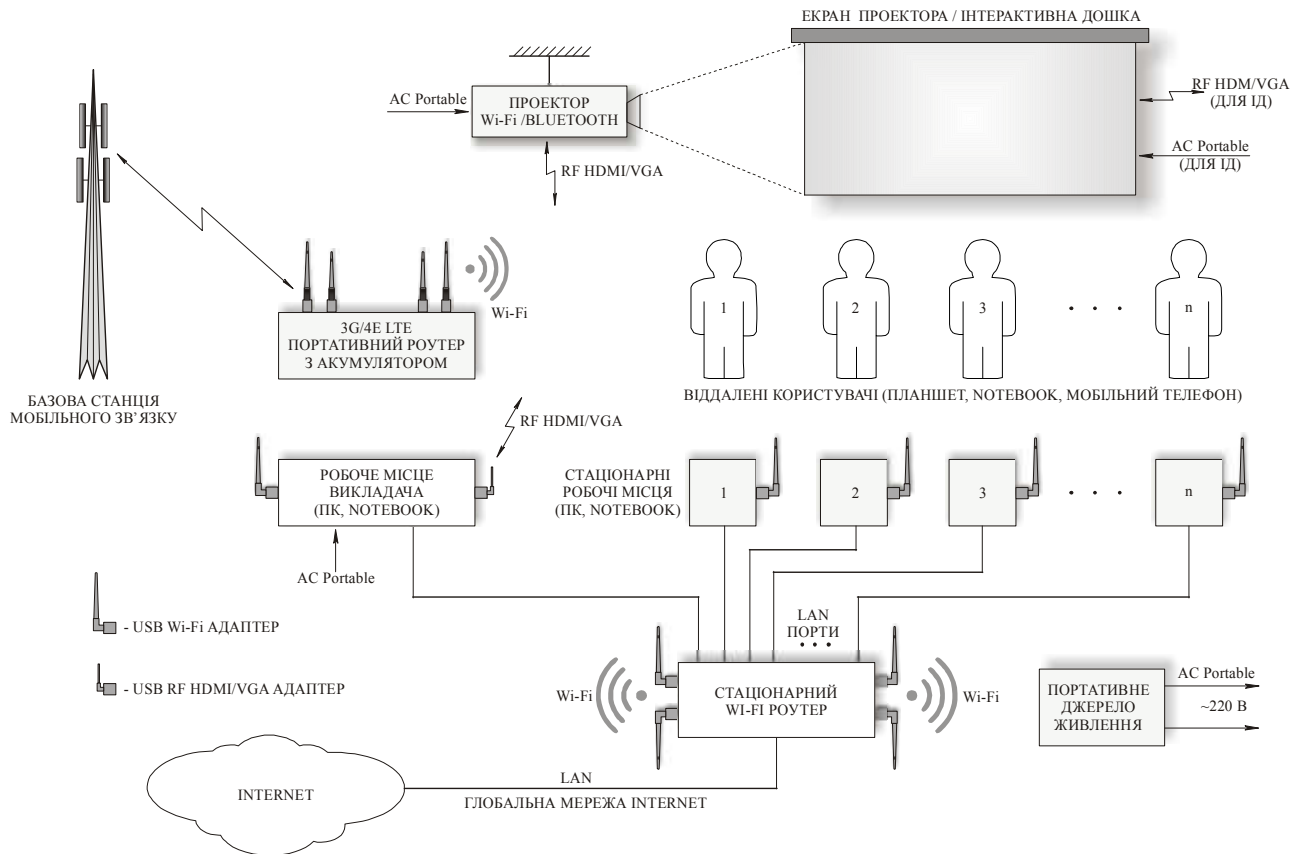 ЕКРАН ПРОЕКТОРА / ІНТЕРАКТИВНА ДОШКА
AC Portable
ПРОЕКТОР
Wi-Fi /BLUETOOTH
RF HDMI/VGA
RF HDM/VGA
(ДЛЯ ІД)
AC Portable
(ДЛЯ ІД)
Wi-Fi
3G/4E LTE
ПОРТАТИВНИЙ РОУТЕР
З АКУМУЛЯТОРОМ
БАЗОВА СТАНЦІЯ
МОБІЛЬНОГО ЗВ’ЯЗКУ
1
2
3
. . .
n
ВІДДАЛЕНІ КОРИСТУВАЧІ (ПЛАНШЕТ, NOTEBOOK, МОБІЛЬНИЙ ТЕЛЕФОН)
RF HDMI/VGA
РОБОЧЕ МІСЦЕ
ВИКЛАДАЧА
(ПК, NOTEBOOK)
AC Portable
СТАЦІОНАРНІ
РОБОЧІ МІСЦЯ
(ПК, NOTEBOOK)
1
2
3
. . .
n
- USB Wi-Fi АДАПТЕР
- USB RF HDMI/VGA АДАПТЕР
LAN
ПОРТИ
. . .
Wi-Fi
СТАЦІОНАРНИЙ
WI-FI РОУТЕР
Wi-Fi
ПОРТАТИВНЕ
ДЖЕРЕЛО
ЖИВЛЕННЯ
AC Portable
~220 В
INTERNET
LAN
ГЛОБАЛЬНА МЕРЕЖА INTERNET